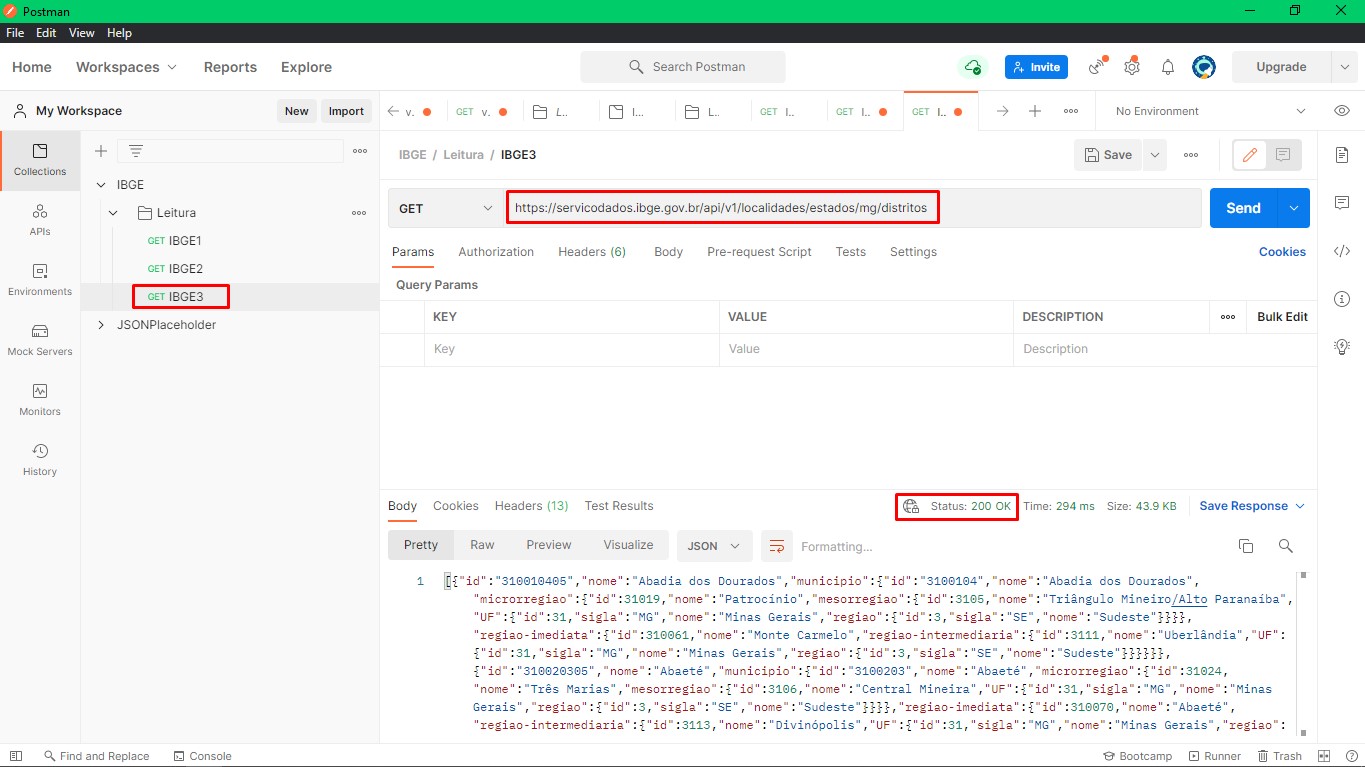 Postman
File Edit View Help
Home Workspaces Reports Explore Search Postman Invite Upgrade
My Workspace New Import
v. GET v. L.. I... L.. GET I.. GET I.. GET I.. No Environment
IBGE / Leitura / IBGE3 Save
Collections
APIs
Environments
Mock Servers
Monitors
History
IBGE
Leitura
GET IBGE1
GET IBGE2
GET IBGE3
JSONPlaceholder
GET https://servicodados.ibge.gov.br/api/v1/localidades/estados/mg/distritos Send
Params Authorization Headers (6) Body Pre-request Script Tests Settings Cookies
Query Params
KEY VALUE DESCRIPTION Bulk Edit
Key Value Description
Body Cookies Headers (13) Test Results Status: 200 OK Time: 294 ms Size: 43.9 KB Save Response
Pretty Raw Preview Visualize JSON Formatting...
1 [{"id":"310010405","nome":"Abadia dos Dourados","municipio":{"id":"3100104","nome":"Abadia dos Dourados",
"microrregiao":{"id":31019,"nome":"Patrocínio","mesorregiao":{"id":3105,"nome":"Triângulo Mineiro/Alto Paranaíba",
"UF":{"id":31,"sigla":"MG","nome":"Minas Gerais","regiao":{"id":3,"sigla":"SE","nome":"Sudeste"}}}},
"regiao-imediata":{"id":310061,"nome":"Monte Carmelo","regiao-intermediaria":{"id":3111,"nome":"Uberlândia","UF":
{"id":31,"sigla":"MG","nome":"Minas Gerais","regiao":{"id":3,"sigla":"SE","nome":"Sudeste"}}}}}},
{"id":"310020305","nome":"Abaeté","municipio":{"id":"3100203","nome":"Abaeté","microrregiao":{"id":31024,
"nome":"Três Marias","mesorregiao":{"id":3106,"nome":"Central Mineira","UF":{"id":31,"sigla":"MG","nome":"Minas
Gerais","regiao":{"id":3,"sigla":"SE","nome":"Sudeste"}}}},"regiao-imediata":{"id":310070,"nome":"Abaeté",
"regiao-intermediaria":{"id":3113,"nome":"Divinópolis","UF":{"id":31,"sigla":"MG","nome":"Minas Gerais","regiao":
Find and Replace Console Bootcamp Runner Trash